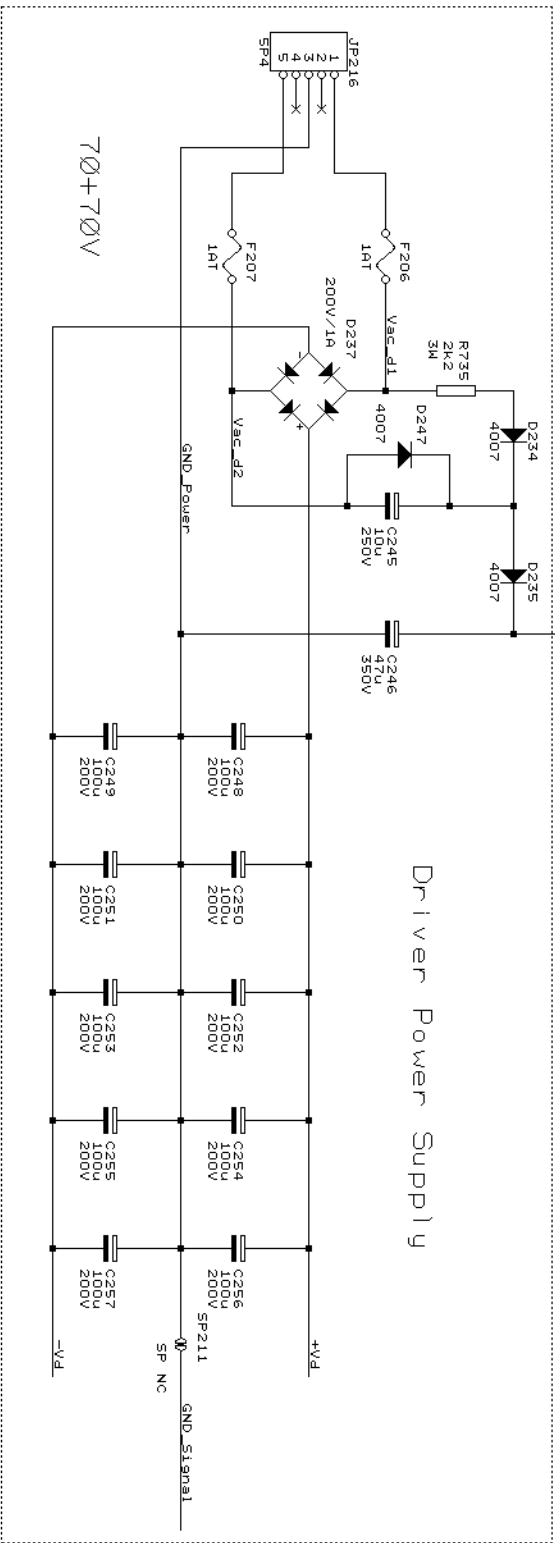 JP216
1
2
3
4
5
SP4
70+70V
F206
1AT
F207
1AT
Vac_d1
Vac_d2
D237
200V/1A
-
+
R735
2k2
3W
D234
4007
D247
4007
C245
10u
250V
D235
4007
GND_Power
C246
47u
350V
C248
100u
200V
C249
100u
200V
Driver Power Supply
C250
100u
200V
C251
100u
200V
C252
100u
200V
C253
100u
200V
C254
100u
200V
C255
100u
200V
C256
100u
200V
C257
100u
200V
+Vd
-Vd
SP211
SP NC
GND_Signal